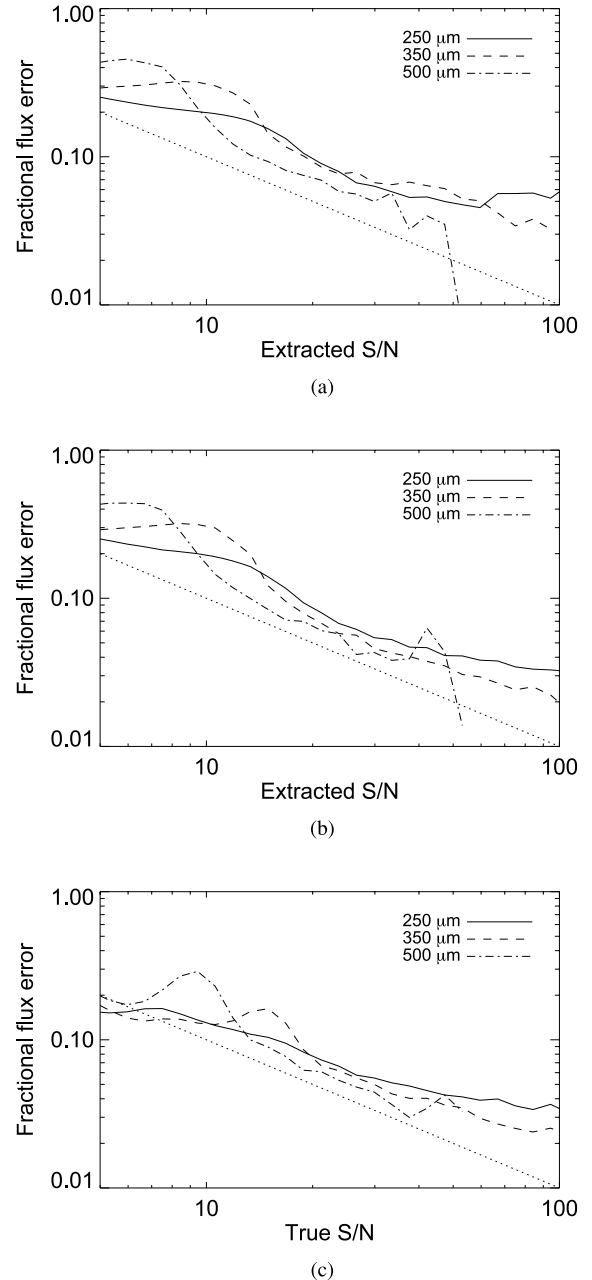 1.00
0.10
0.01
Fractional flux error
250 μm
350 μm
500 μm
10
100
Extracted S/N
(a)
1.00
0.10
0.01
Fractional flux error
250 μm
350 μm
500 μm
10
100
Extracted S/N
(b)
1.00
0.10
0.01
Fractional flux error
250 μm
350 μm
500 μm
10
100
True S/N
(c)